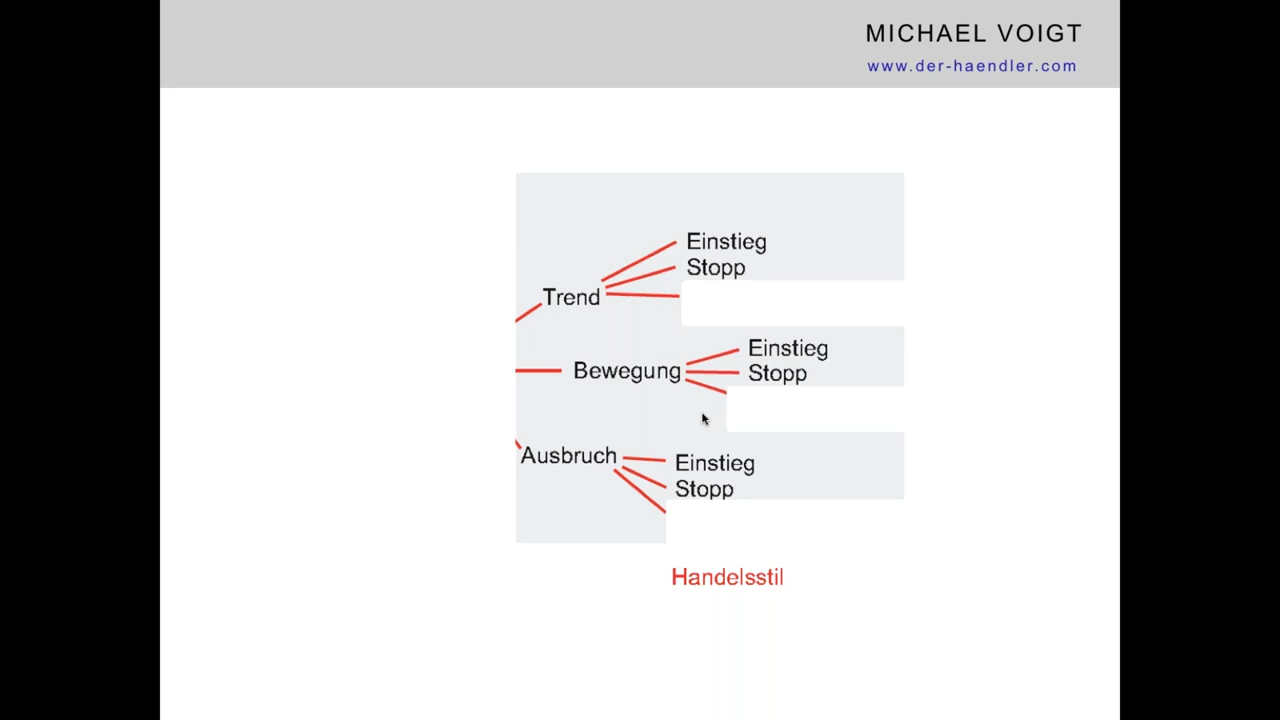 MICHAEL VOIGT
www.der-haendler.com
Einstieg
Stopp
Trend
Einstieg
Bewegung
Stopp
Ausbruch
Einstieg
Stopp
Handelsstil